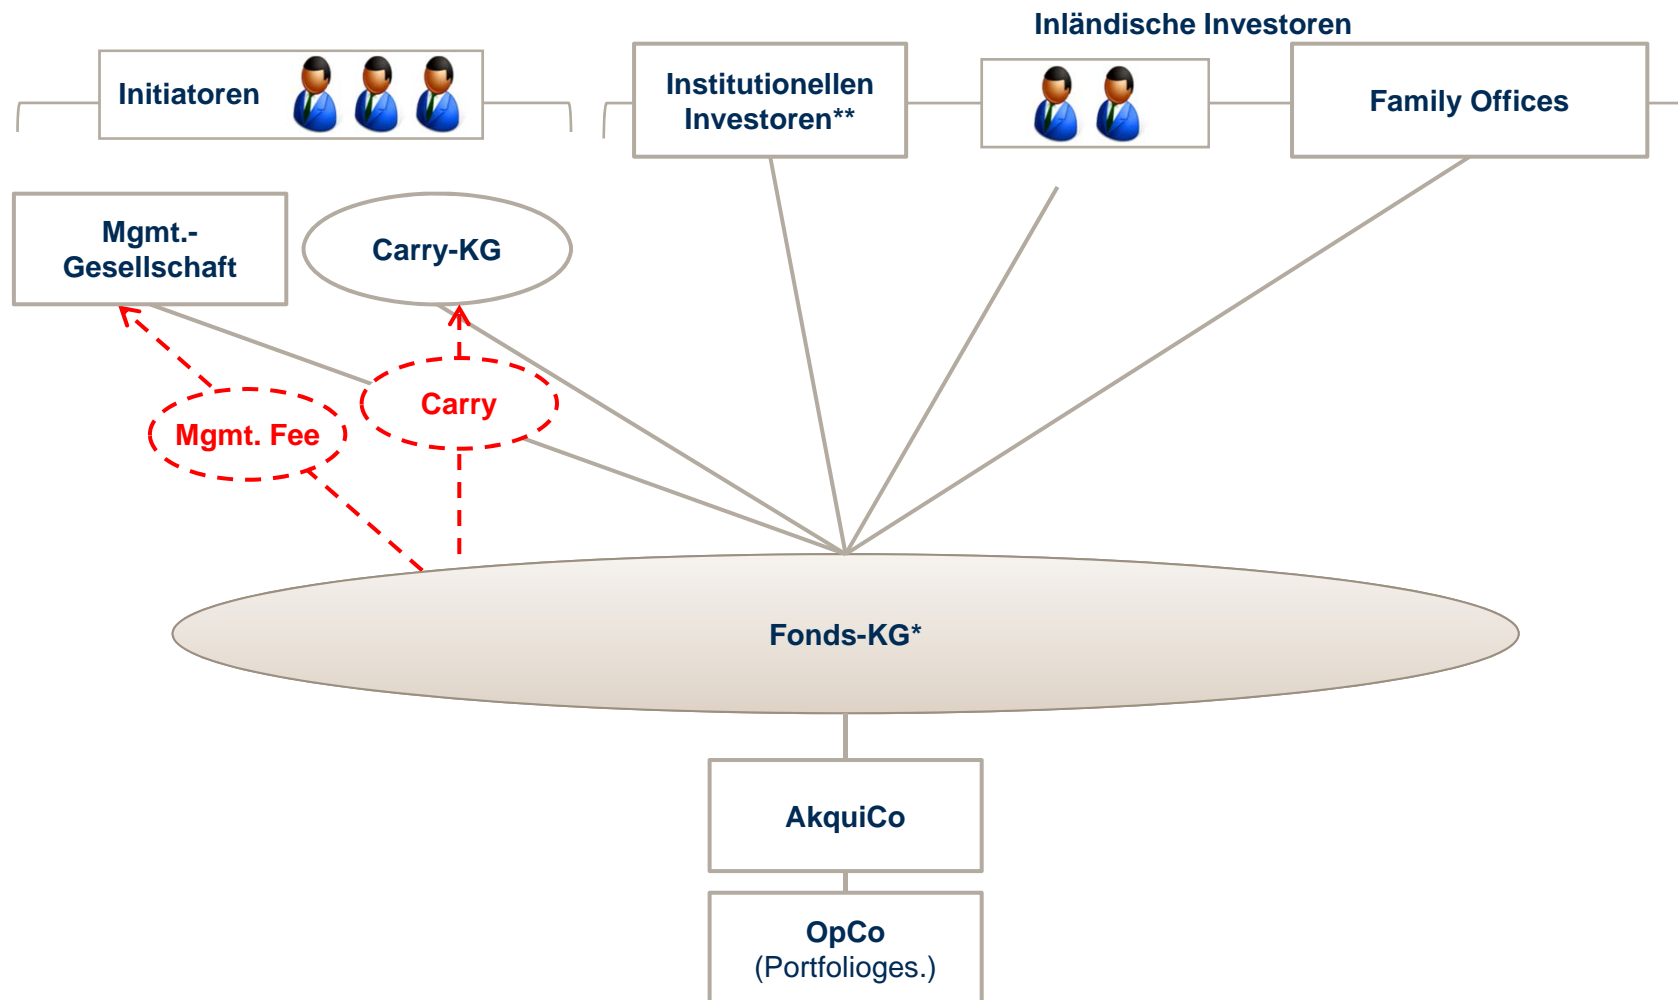 Inländische Investoren
Initiatoren
Institutionellen
Investoren**
Family Offices
Mgmt.-
Gesellschaft
Carry-KG
Carry
Mgmt. Fee
Fonds-KG*
AkquiCo
OpCo
(Portfolioges.)